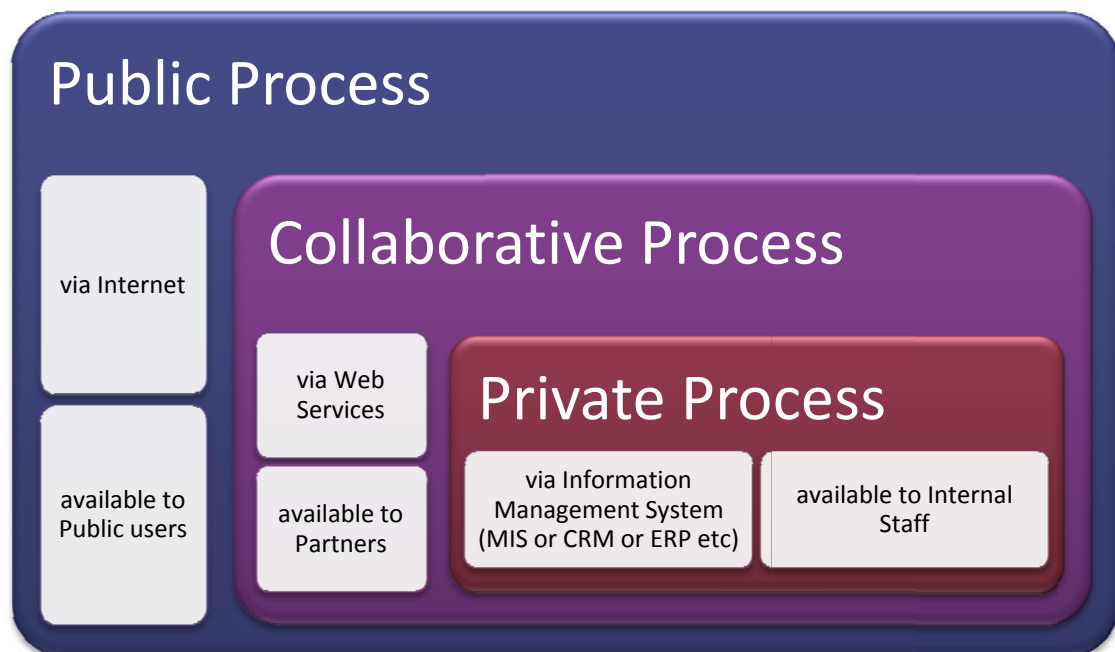 Public Process
via Internet
available to
Public users
Collaborative Process
via Web
Services
available to
Partners
Private Process
via Information
Management System
(MIS or CRM or ERP etc)
available to Internal
Staff